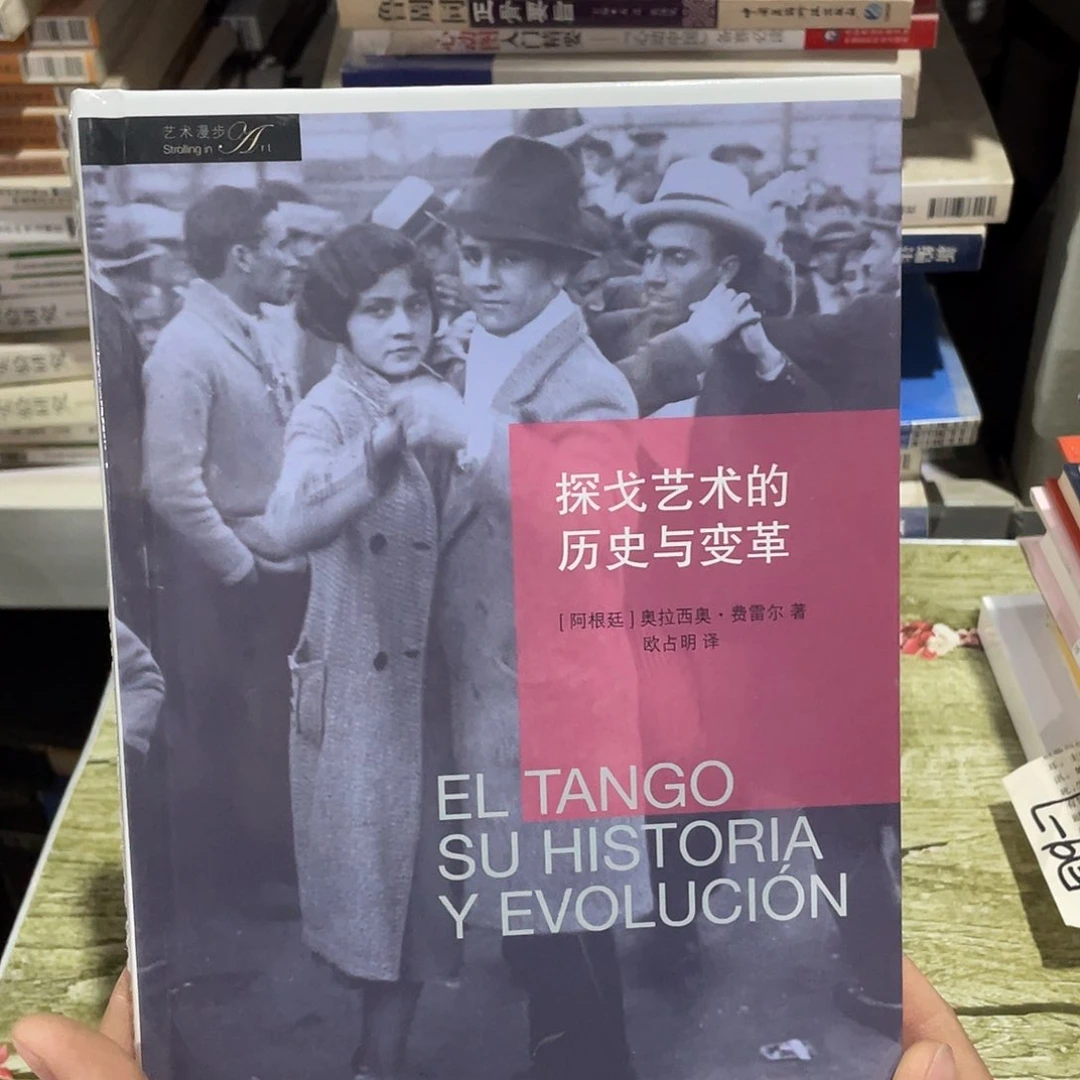 艺术漫步
Strolling in Art
探戈艺术的
历史与变革
[ 阿根廷 ] 奥拉西奥 · 费雷尔 著
欧占明 译
EL TANGO
SU HISTORIA
Y EVOLUCIÓN